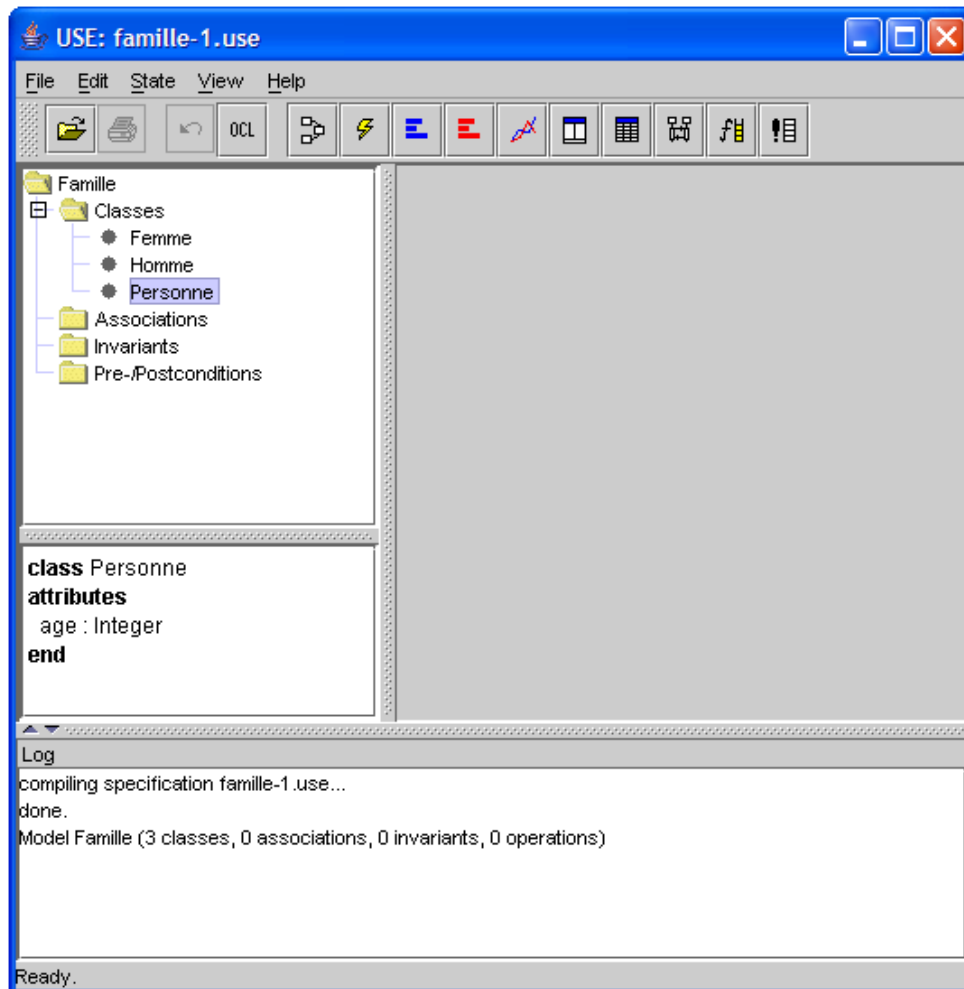 USE: famille-1.use
File Edit State View Help
OCL
Famille
Classes
Femme
Homme
Personne
Associations
Invariants
Pre-/Postconditions
class Personne
attributes
age : Integer
end
Log
compiling specification famille-1.use...
done.
Model Famille (3 classes, 0 associations, 0 invariants, 0 operations)
Ready.